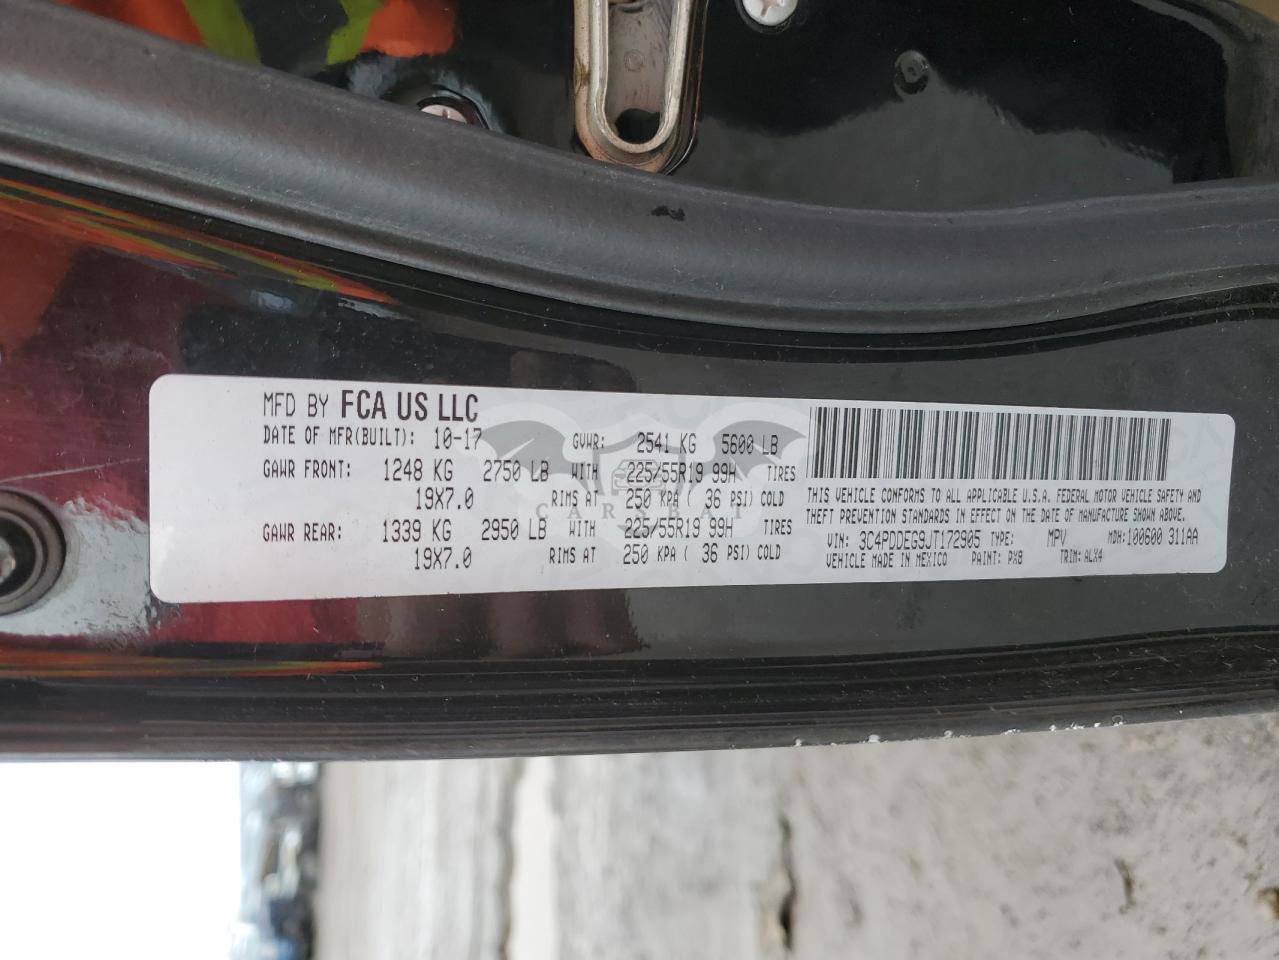 MFD BY FCA US LLC
DATE OF MFR(BUILT): 10-17 GVWR: 2541 KG 5600 LB
GAWR FRONT: 1248 KG 2750 LB WITH 225/55R19 99H TIRES
19X7.0 RIMS AT 250 KPA ( 36 PSI) COLD
GAWR REAR: 1339 KG 2950 LB WITH 225/55R19 99H TIRES
19X7.0 RIMS AT 250 KPA ( 36 PSI) COLD
THIS VEHICLE CONFORMS TO ALL APPLICABLE U.S.A. FEDERAL MOTOR VEHICLE SAFETY AND
THEFT PREVENTION STANDARDS IN EFFECT ON THE DATE OF MANUFACTURE SHOWN ABOVE.
VIN: 3C4PDDEG9JT172905 TYPE: MPV MDH: 100600 311AA
VEHICLE MADE IN MEXICO PAINT: PX8 TRIM: ALX4
CARSBAT